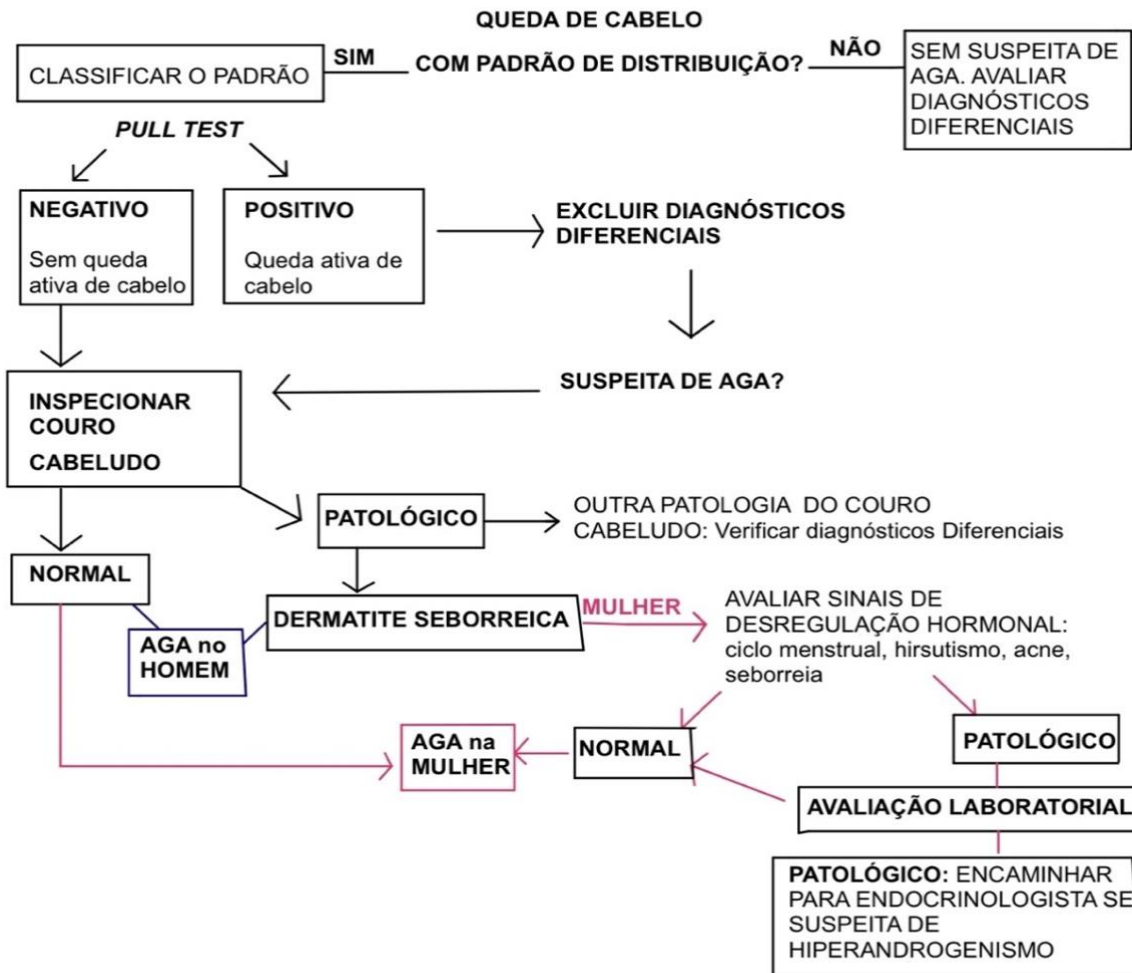 QUEDA DE CABELO
COM PADRÃO DE DISTRIBUIÇÃO?
SIM
NÃO
CLASSIFICAR O PADRÃO
SEM SUSPEITA DE
AGA. AVALIAR
DIAGNÓSTICOS
DIFERENCIAIS
PULL TEST
NEGATIVO
Sem queda
ativa de cabelo
POSITIVO
Queda ativa de
cabelo
EXCLUIR DIAGNÓSTICOS
DIFERENCIAIS
SUSPEITA DE AGA?
INSPECIONAR
COURO
CABELUDO
PATOLÓGICO
OUTRA PATOLOGIA DO COURO
CABELUDO: Verificar diagnósticos Diferenciais
NORMAL
DERMATITE SEBORREICA
MULHER
AVALIAR SINAIS DE
DESREGULAÇÃO HORMONAL:
ciclo menstrual, hirsutismo, acne,
seborreia
AGA no
HOMEM
AGA na
MULHER
NORMAL
PATOLÓGICO
AVALIAÇÃO LABORATORIAL
PATOLÓGICO: ENCAMINHAR
PARA ENDOCRINOLOGISTA SE
SUSPEITA DE
HIPERANDROGENISMO